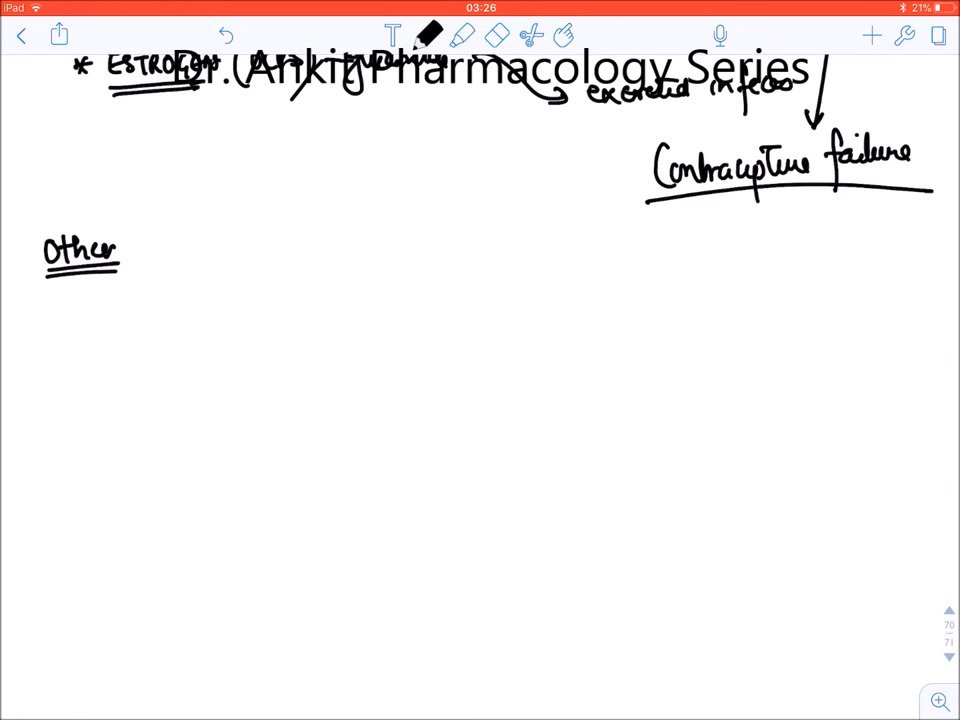 iPad 03:26 21%
T
* ESTROGEN (
Dr. Ankit Pharmacology Series
excreted in feces
Contraceptive failure
Other
70
71